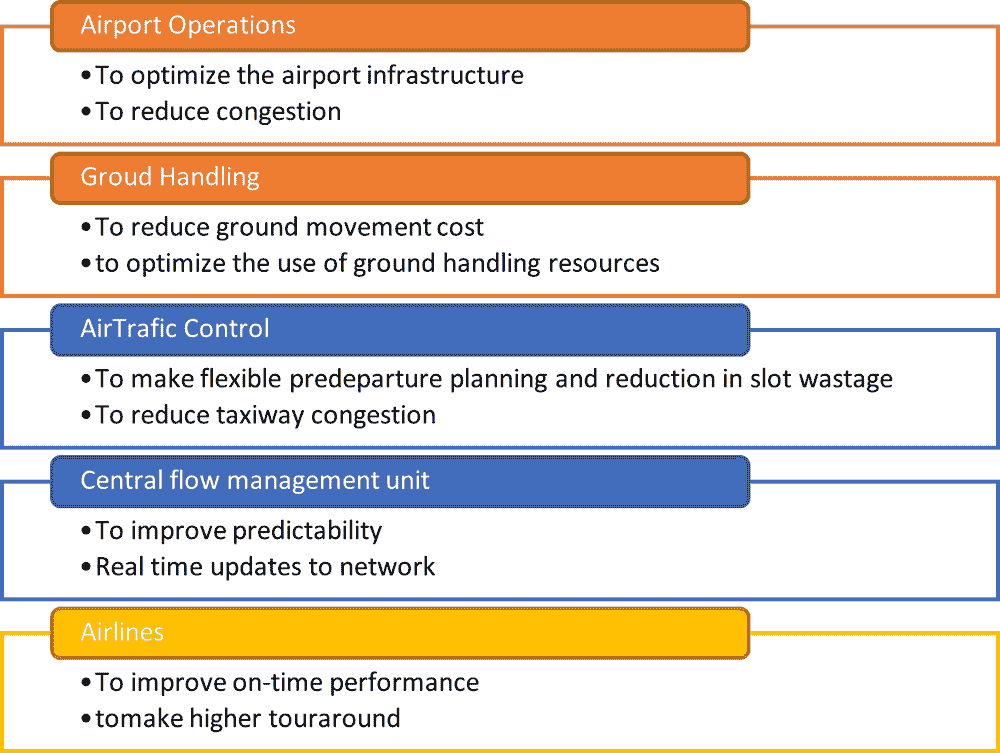 Airport Operations
•To optimize the airport infrastructure
•To reduce congestion
Groud Handling
•To reduce ground movement cost
•to optimize the use of ground handling resources
AirTrafic Control
•To make flexible predeparture planning and reduction in slot wastage
•To reduce taxiway congestion
Central flow management unit
•To improve predictability
•Real time updates to network
Airlines
•To improve on-time performance
•tomake higher touraround